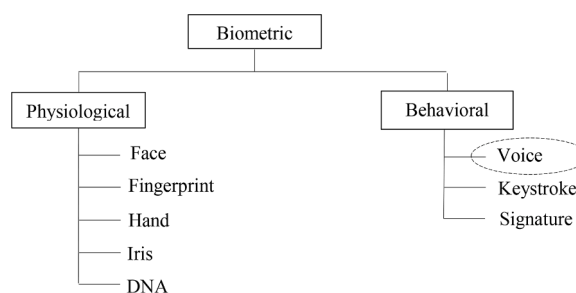 Biometric
Physiological
Face
Fingerprint
Hand
Iris
DNA
Behavioral
Voice
Keystroke
Signature